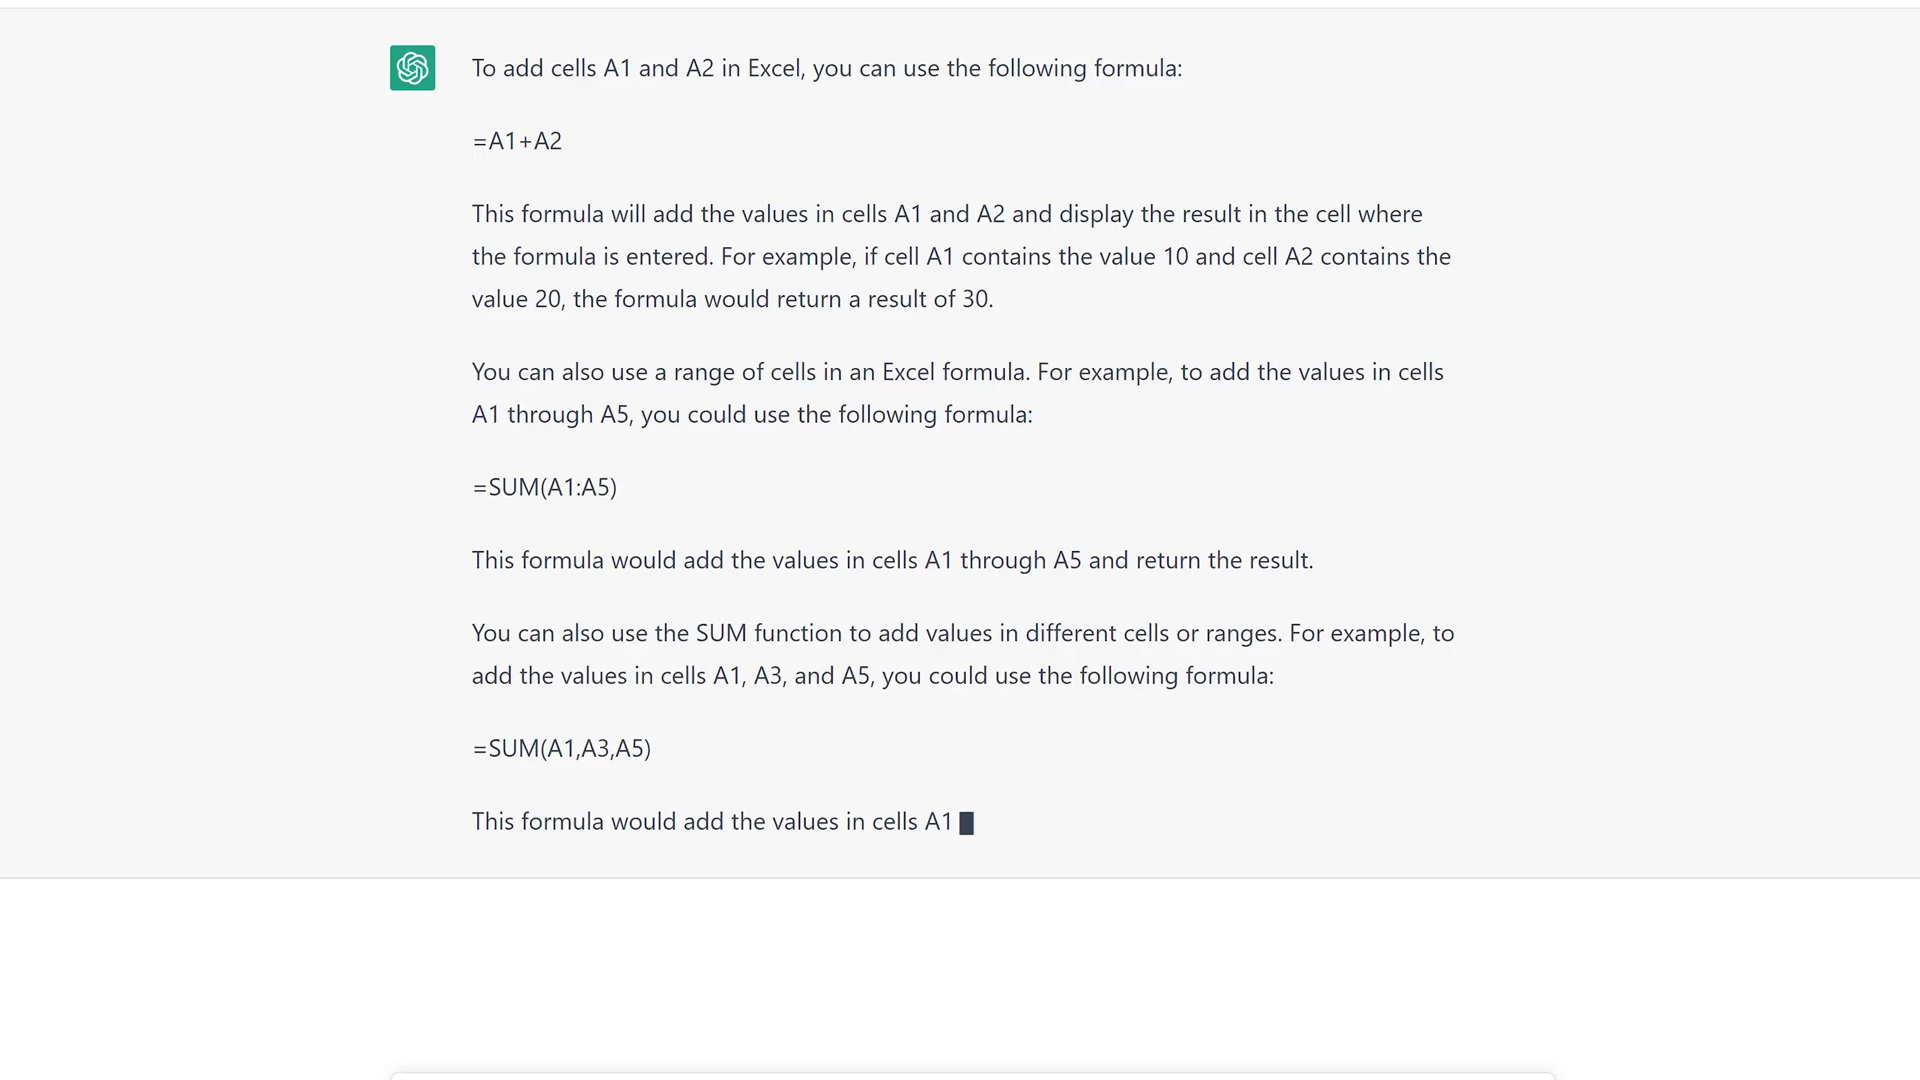 To add cells A1 and A2 in Excel, you can use the following formula:
=A1+A2
This formula will add the values in cells A1 and A2 and display the result in the cell where
the formula is entered. For example, if cell A1 contains the value 10 and cell A2 contains the
value 20, the formula would return a result of 30.
You can also use a range of cells in an Excel formula. For example, to add the values in cells
A1 through A5, you could use the following formula:
=SUM(A1:A5)
This formula would add the values in cells A1 through A5 and return the result.
You can also use the SUM function to add values in different cells or ranges. For example, to
add the values in cells A1, A3, and A5, you could use the following formula:
=SUM(A1,A3,A5)
This formula would add the values in cells A1